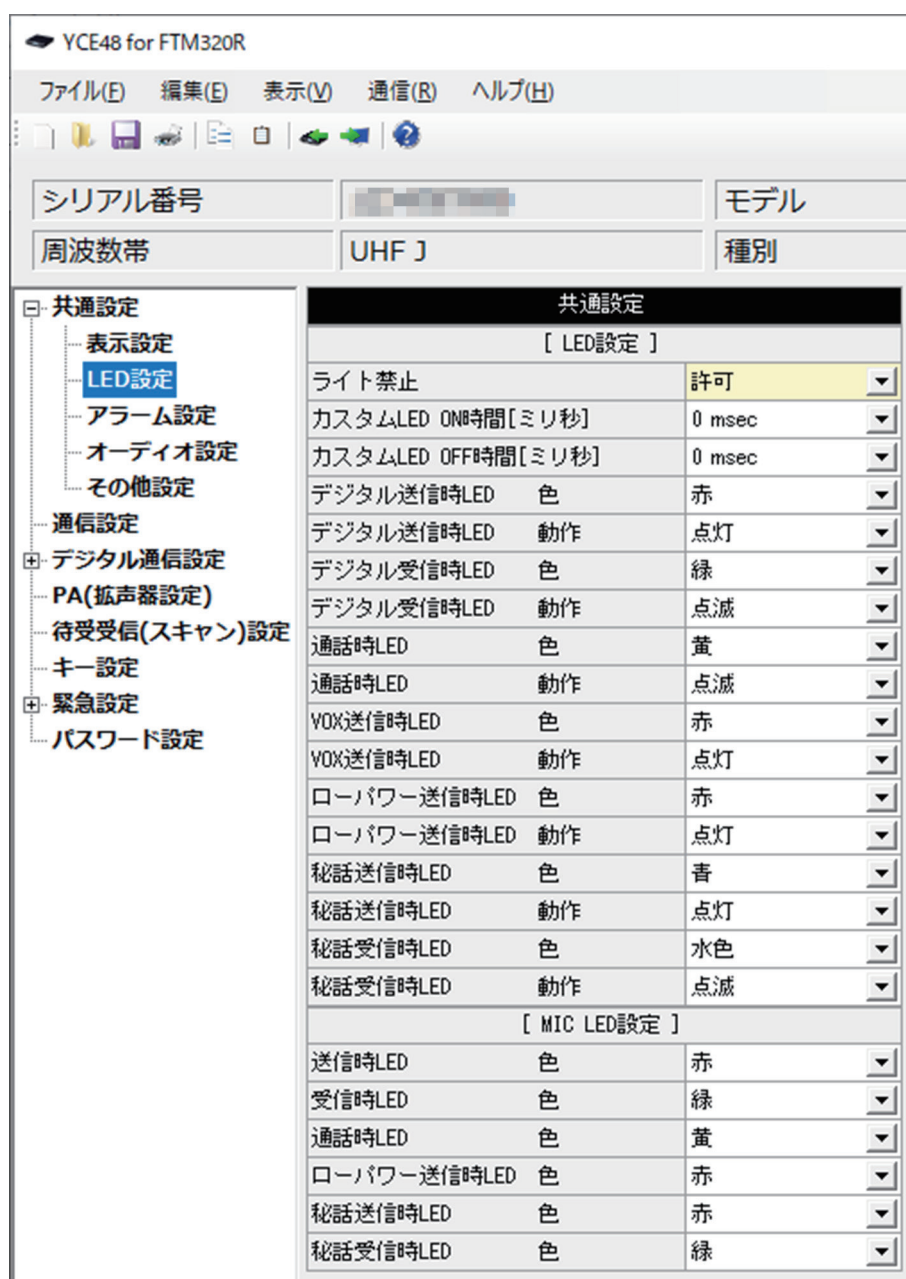 YCE48 for FTM320R
ファイル(F) 編集(E) 表示(V) 通信(R) ヘルプ(H)
シリアル番号 モデル
周波数帯 UHF J 種別
共通設定
表示設定
LED設定
アラーム設定
オーディオ設定
その他設定
通信設定
デジタル通信設定
PA(拡声器設定)
待受受信(スキャン)設定
キー設定
緊急設定
パスワード設定
共通設定
[ LED設定 ]
ライト禁止 許可
カスタムLED ON時間[ミリ秒] 0 msec
カスタムLED OFF時間[ミリ秒] 0 msec
デジタル送信時LED 色 赤
デジタル送信時LED 動作 点灯
デジタル受信時LED 色 緑
デジタル受信時LED 動作 点滅
通話時LED 色 黄
通話時LED 動作 点滅
VOX送信時LED 色 赤
VOX送信時LED 動作 点灯
ローパワー送信時LED 色 赤
ローパワー送信時LED 動作 点灯
秘話送信時LED 色 青
秘話送信時LED 動作 点灯
秘話受信時LED 色 水色
秘話受信時LED 動作 点滅
[ MIC LED設定 ]
送信時LED 色 赤
受信時LED 色 緑
通話時LED 色 黄
ローパワー送信時LED 色 赤
秘話送信時LED 色 赤
秘話受信時LED 色 緑